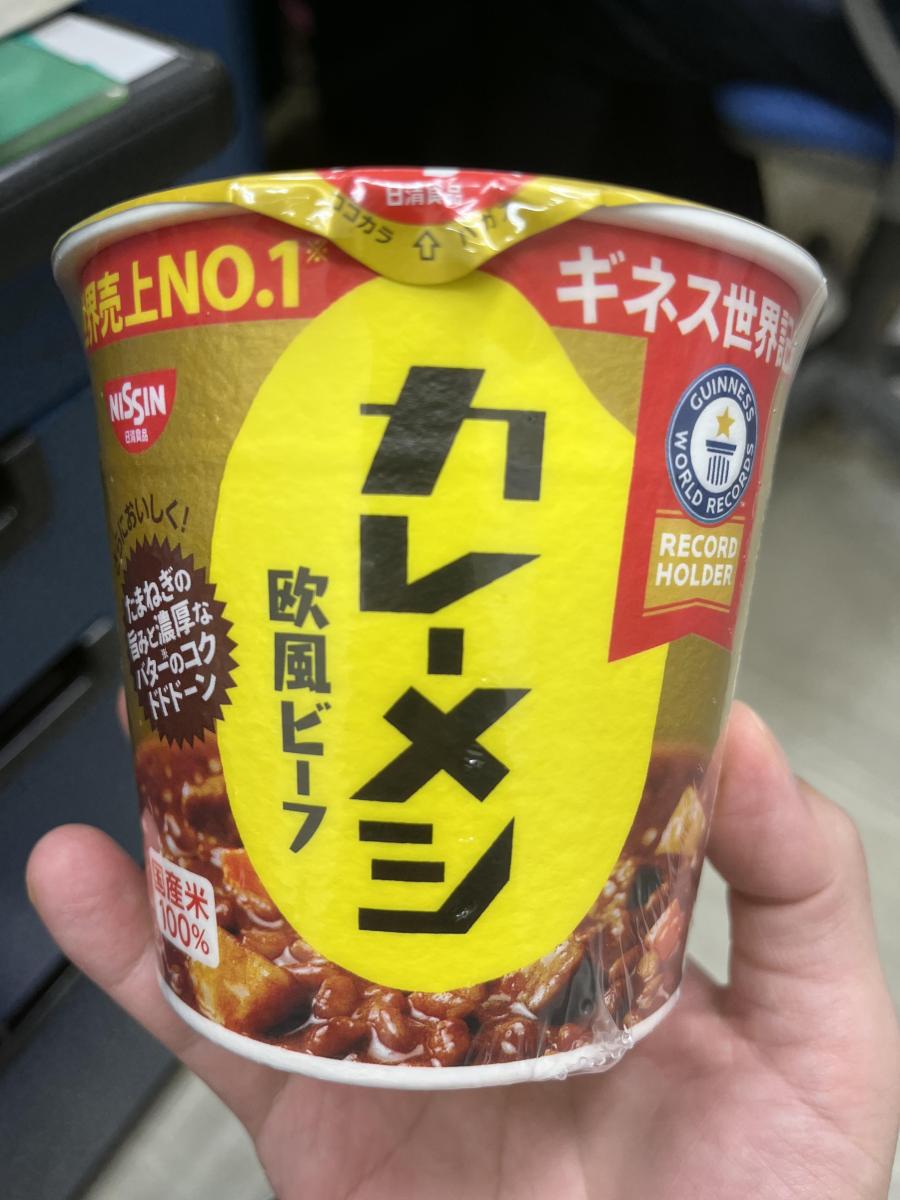 日清食品
ココカラ
界売上NO.1※
ギネス世界記
NISSIN
日清食品
GUINNESS
WORLD RECORDS
RECORD
HOLDER
カレーメシ
欧風ビーフ
においしく!
たまねぎの
旨みと濃厚な
バター※のコク
ドドドーン
国産米
100%